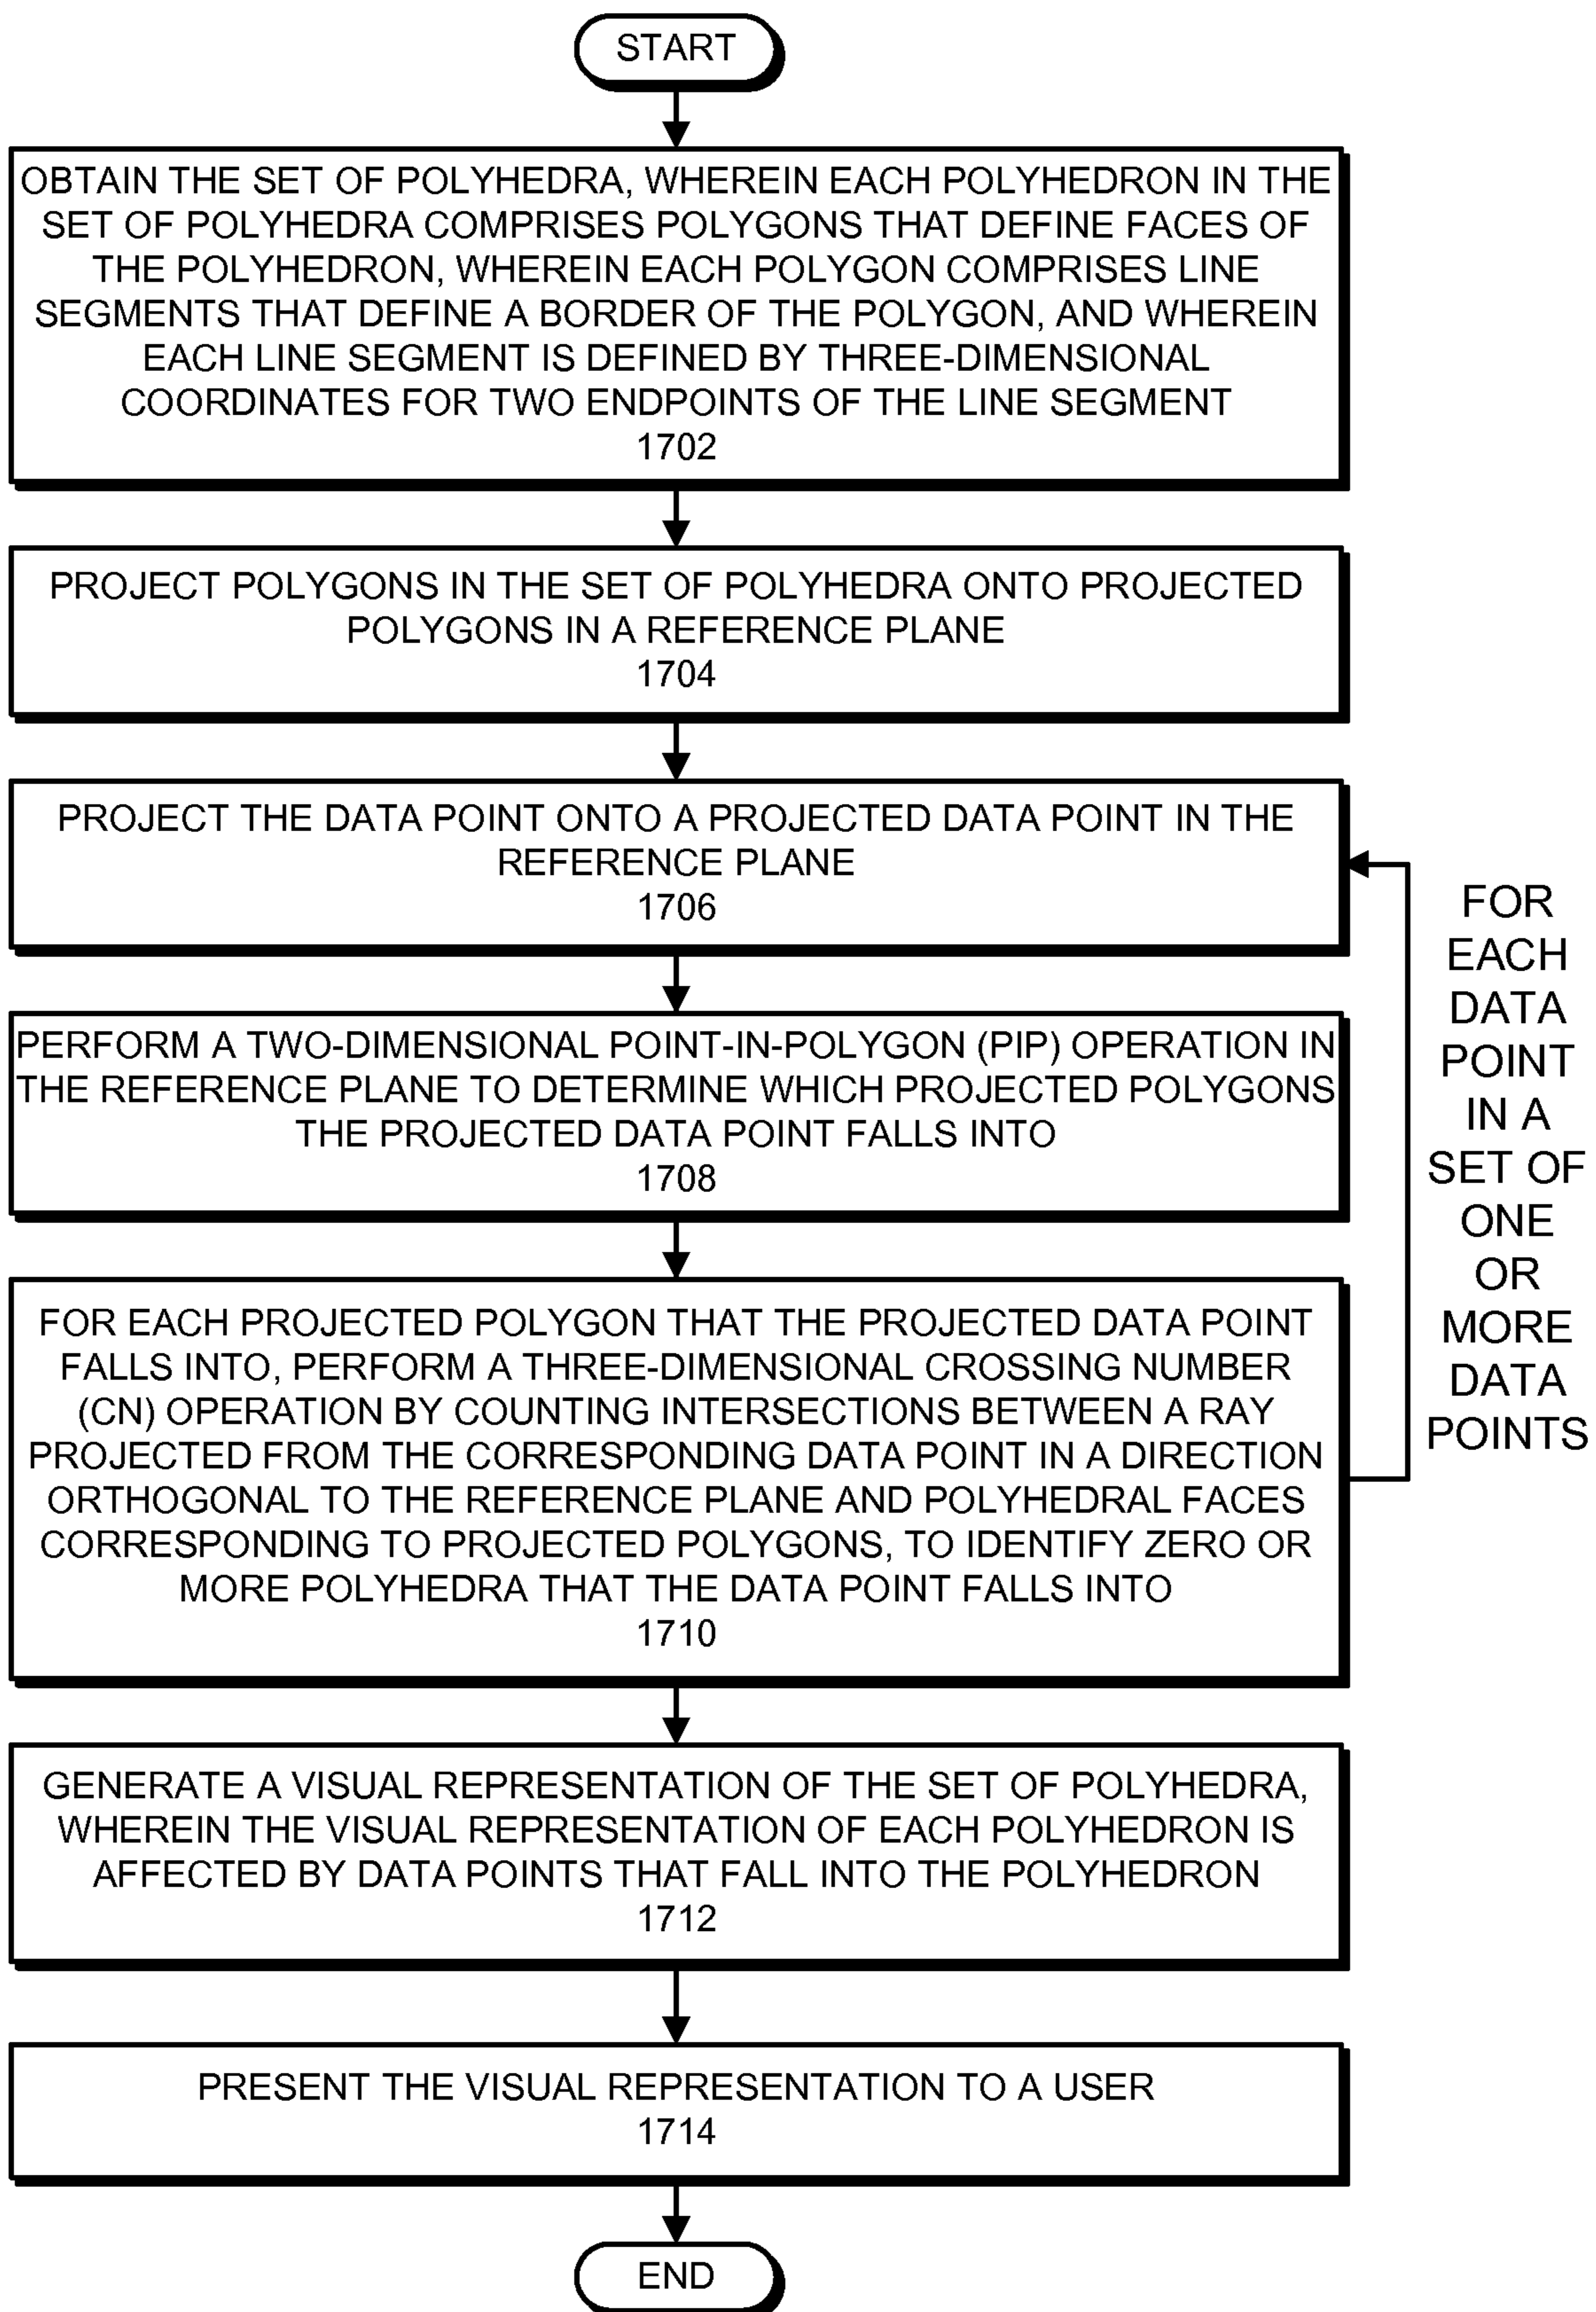 START
OBTAIN THE SET OF POLYHEDRA, WHEREIN EACH POLYHEDRON IN THE
SET OF POLYHEDRA COMPRISES POLYGONS THAT DEFINE FACES OF
THE POLYHEDRON, WHEREIN EACH POLYGON COMPRISES LINE
SEGMENTS THAT DEFINE A BORDER OF THE POLYGON, AND WHEREIN
EACH LINE SEGMENT IS DEFINED BY THREE-DIMENSIONAL
COORDINATES FOR TWO ENDPOINTS OF THE LINE SEGMENT
1702
PROJECT POLYGONS IN THE SET OF POLYHEDRA ONTO PROJECTED
POLYGONS IN A REFERENCE PLANE
1704
PROJECT THE DATA POINT ONTO A PROJECTED DATA POINT IN THE
REFERENCE PLANE
1706
PERFORM A TWO-DIMENSIONAL POINT-IN-POLYGON (PIP) OPERATION IN
THE REFERENCE PLANE TO DETERMINE WHICH PROJECTED POLYGONS
THE PROJECTED DATA POINT FALLS INTO
1708
FOR EACH PROJECTED POLYGON THAT THE PROJECTED DATA POINT
FALLS INTO, PERFORM A THREE-DIMENSIONAL CROSSING NUMBER
(CN) OPERATION BY COUNTING INTERSECTIONS BETWEEN A RAY
PROJECTED FROM THE CORRESPONDING DATA POINT IN A DIRECTION
ORTHOGONAL TO THE REFERENCE PLANE AND POLYHEDRAL FACES
CORRESPONDING TO PROJECTED POLYGONS, TO IDENTIFY ZERO OR
MORE POLYHEDRA THAT THE DATA POINT FALLS INTO
1710
FOR
EACH
DATA
POINT
IN A
SET OF
ONE
OR
MORE
DATA
POINTS
GENERATE A VISUAL REPRESENTATION OF THE SET OF POLYHEDRA,
WHEREIN THE VISUAL REPRESENTATION OF EACH POLYHEDRON IS
AFFECTED BY DATA POINTS THAT FALL INTO THE POLYHEDRON
1712
PRESENT THE VISUAL REPRESENTATION TO A USER
1714
END